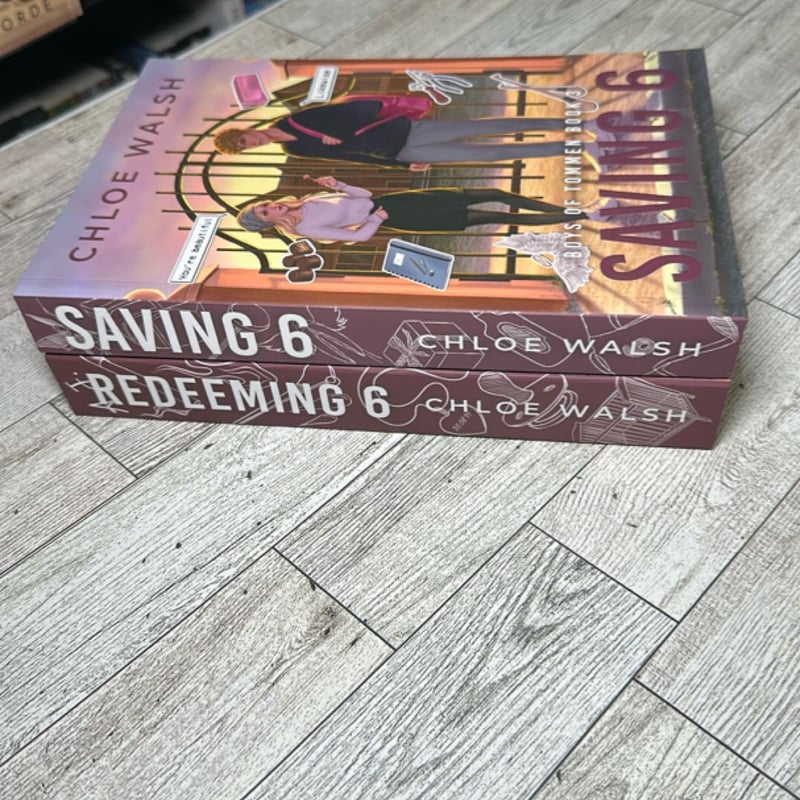 ORDE
CHLOE WALSH
you're beautiful
BOYS OF TOMMEN BOOK 3
SAVING 6
SAVING 6 CHLOE WALSH
REDEEMING 6 CHLOE WALSH